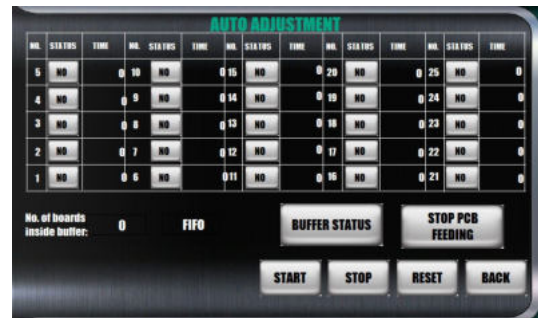 AUTO ADJUSTMENT
NO. STATUS TIME NO. STATUS TIME NO. STATUS TIME NO. STATUS TIME NO. STATUS TIME
5 NO 0 10 NO 0 15 NO 0 20 NO 0 25 NO 0
4 NO 0 9 NO 0 14 NO 0 19 NO 0 24 NO 0
3 NO 0 8 NO 0 13 NO 0 18 NO 0 23 NO 0
2 NO 0 7 NO 0 12 NO 0 17 NO 0 22 NO 0
1 NO 0 6 NO 0 11 NO 0 16 NO 0 21 NO 0
No. of boards
inside buffer: 0 FIFO BUFFER STATUS STOP PCB
FEEDING
START STOP RESET BACK